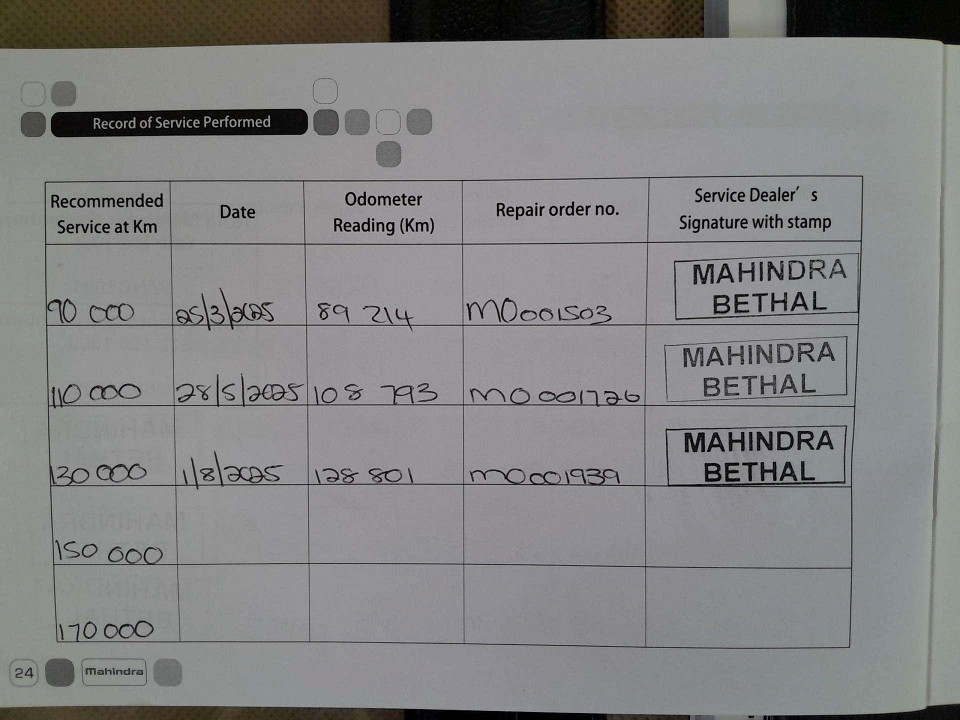 Record of Service Performed
Recommended Service at Km
Date
Odometer Reading (Km)
Repair order no.
Service Dealer's Signature with stamp
90 000 25/3/2025 89 214 MO001503 MAHINDRA BETHAL
110 000 28/5/2025 108 793 MO001726 MAHINDRA BETHAL
130 000 1/8/2025 128 801 MO001939 MAHINDRA BETHAL
150 000
170 000
24 Mahindra